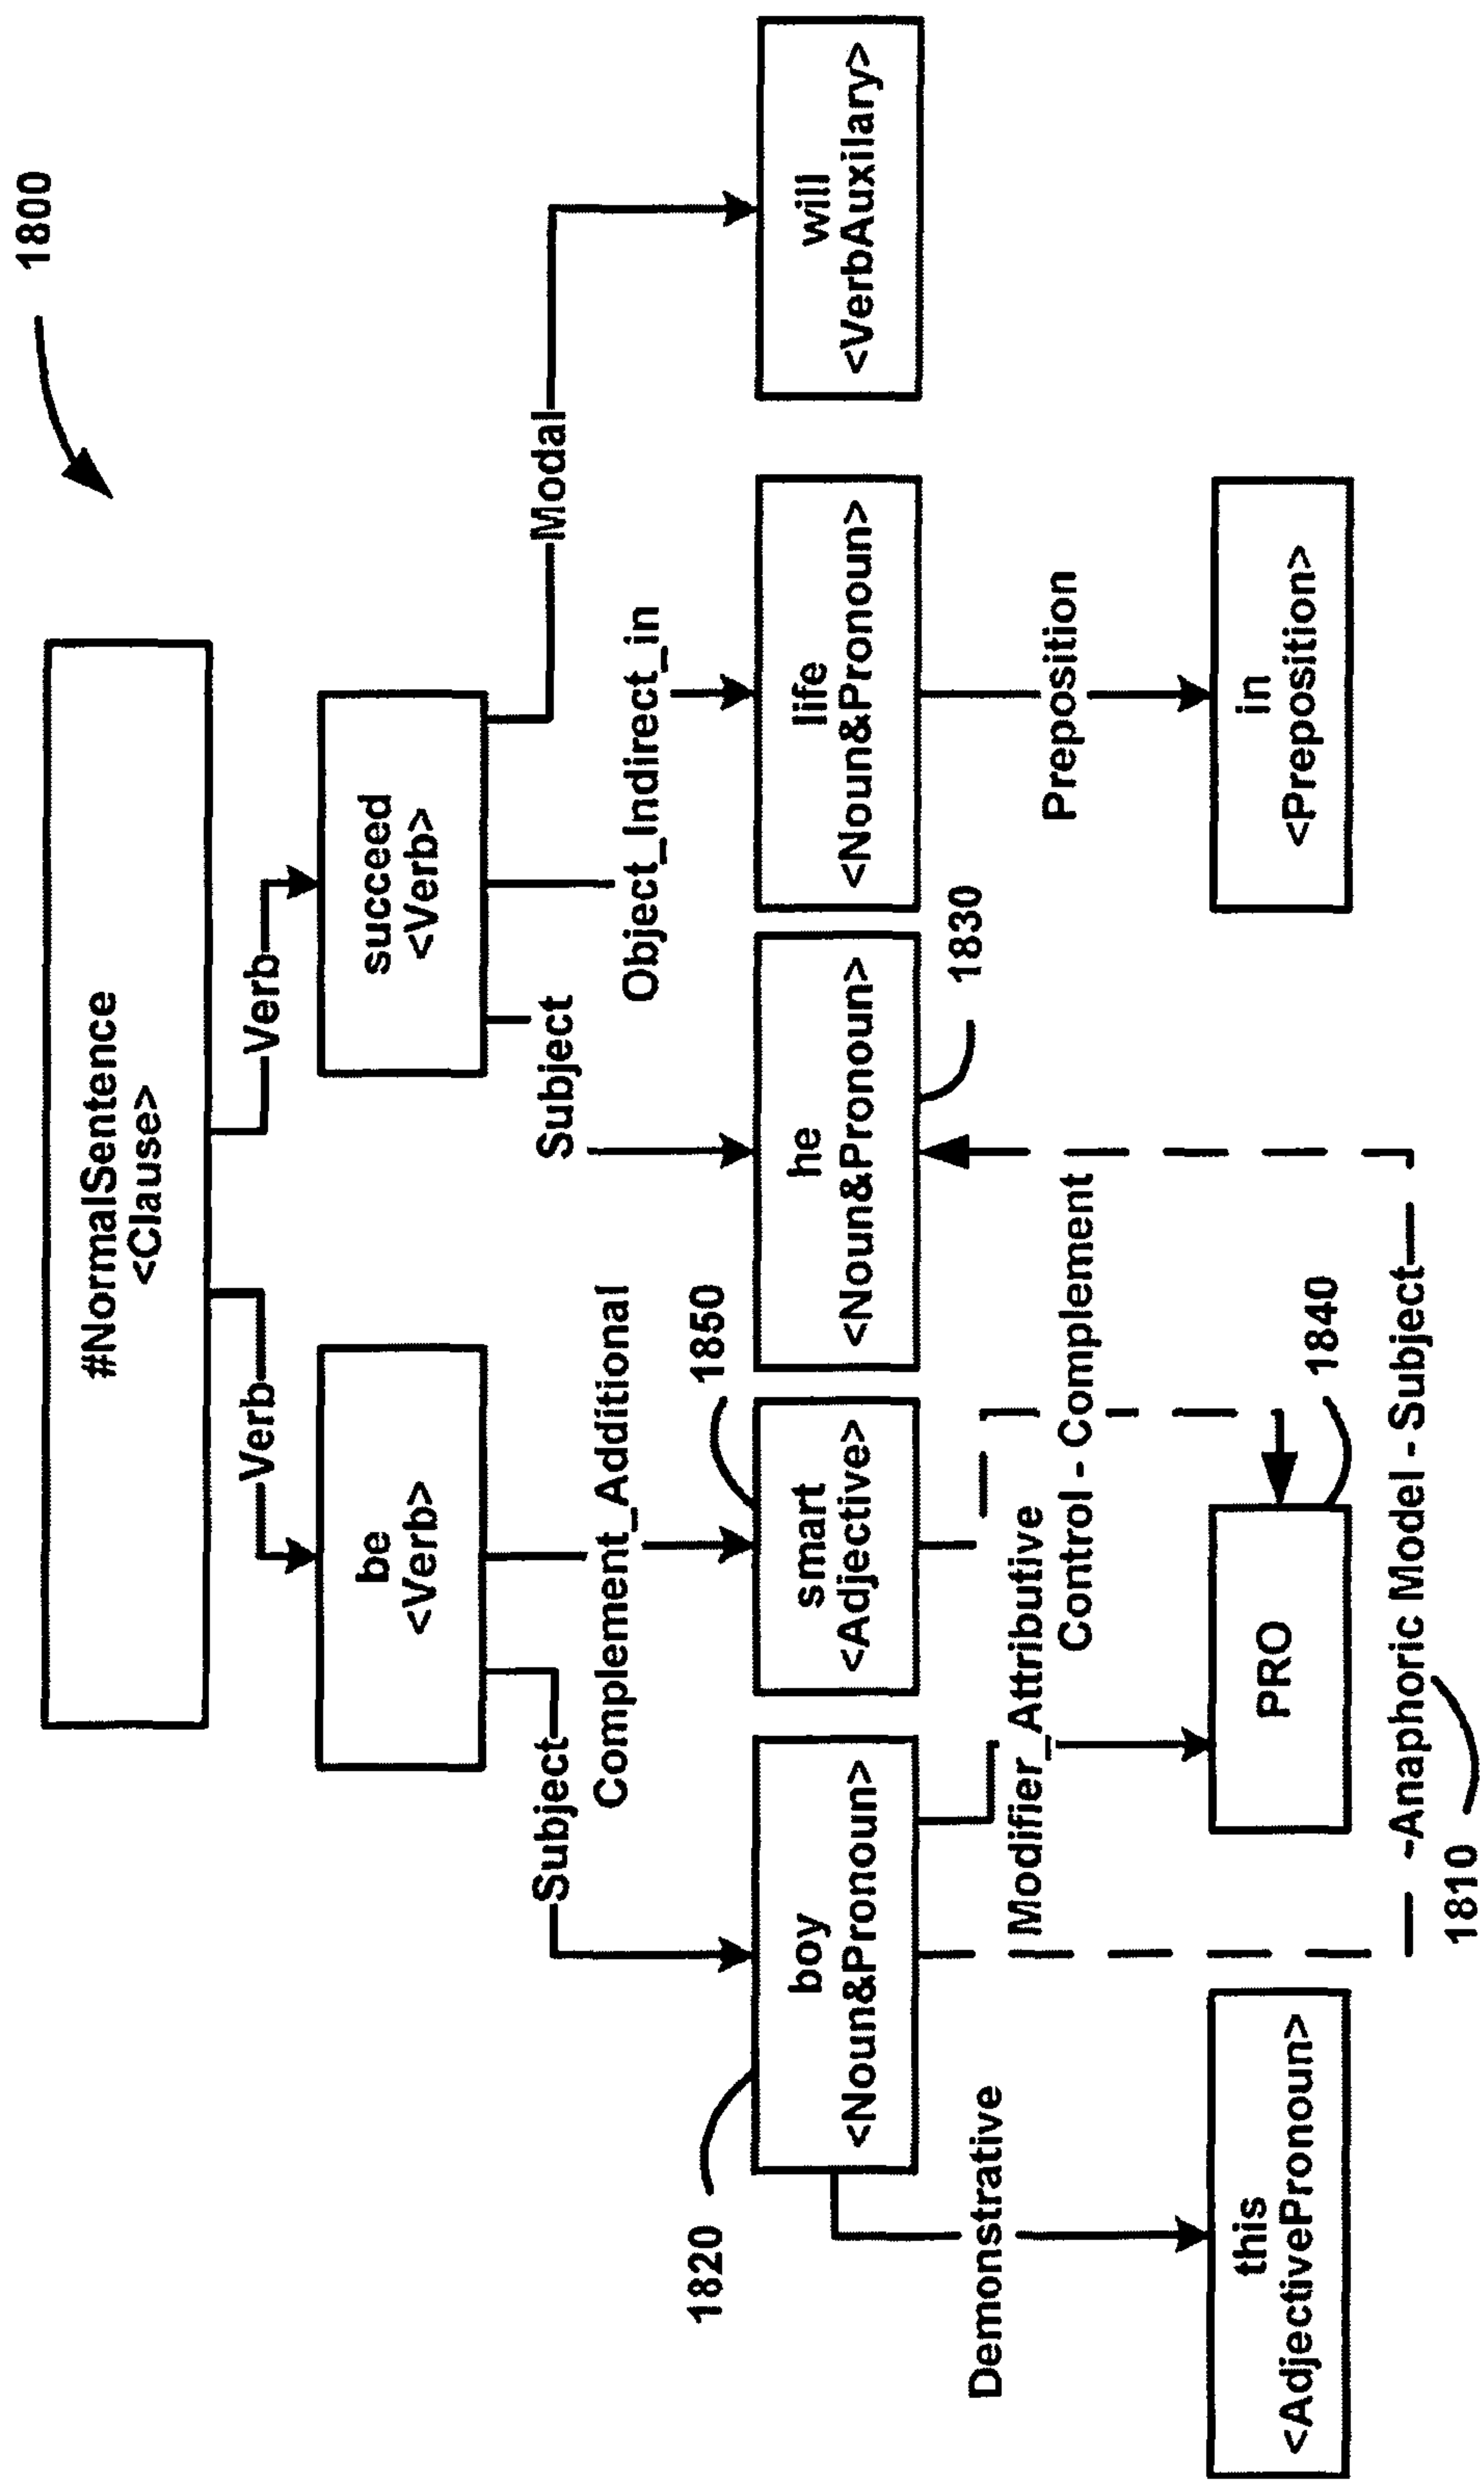 1800
#NormalSentence
<Clause>
Verb
Verb
be
<Verb>
succeed
<Verb>
Subject
Complement_Additional
Subject
Object_Indirect_in
Modal
1820
boy
<Noun&Pronoun>
1850
smart
<Adjective>
he
<Noun&Pronoun>
1830
life
<Noun&Pronoun>
will
<VerbAuxilary>
Demonstrative
Modifier_Attributive
Control - Complement
Preposition
this
<AdjectivePronoun>
PRO
1840
in
<Preposition>
Anaphoric Model - Subject
1810